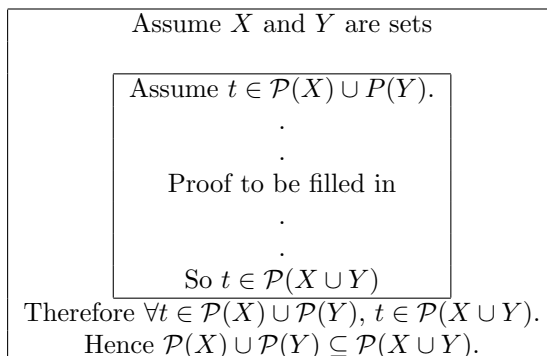 Assume X and Y are sets
Assume t ∈ 𝒫(X) ∪ P(Y).
.
.
Proof to be filled in
.
.
So t ∈ 𝒫(X ∪ Y)
Therefore ∀t ∈ 𝒫(X) ∪ 𝒫(Y), t ∈ 𝒫(X ∪ Y).
Hence 𝒫(X) ∪ 𝒫(Y) ⊆ 𝒫(X ∪ Y).